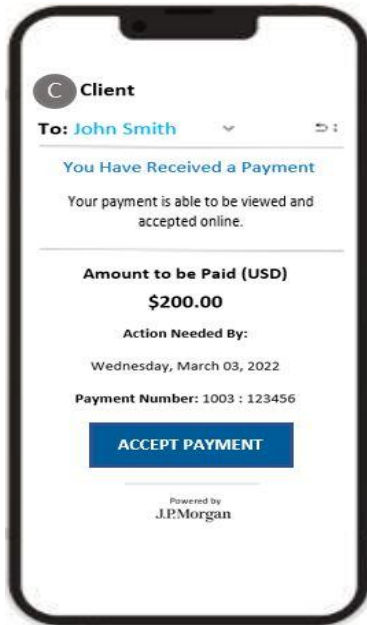 C Client
To: John Smith
You Have Received a Payment
Your payment is able to be viewed and
accepted online.
Amount to be Paid (USD)
$200.00
Action Needed By:
Wednesday, March 03, 2022
Payment Number: 1003 : 123456
ACCEPT PAYMENT
Powered by
J.P.Morgan